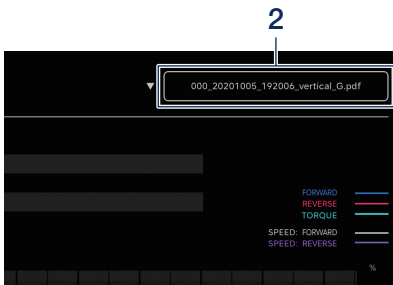 2
▼ 000_20201005_192006_vertical_G.pdf
FORWARD
REVERSE
TORQUE
SPEED: FORWARD
SPEED: REVERSE
%